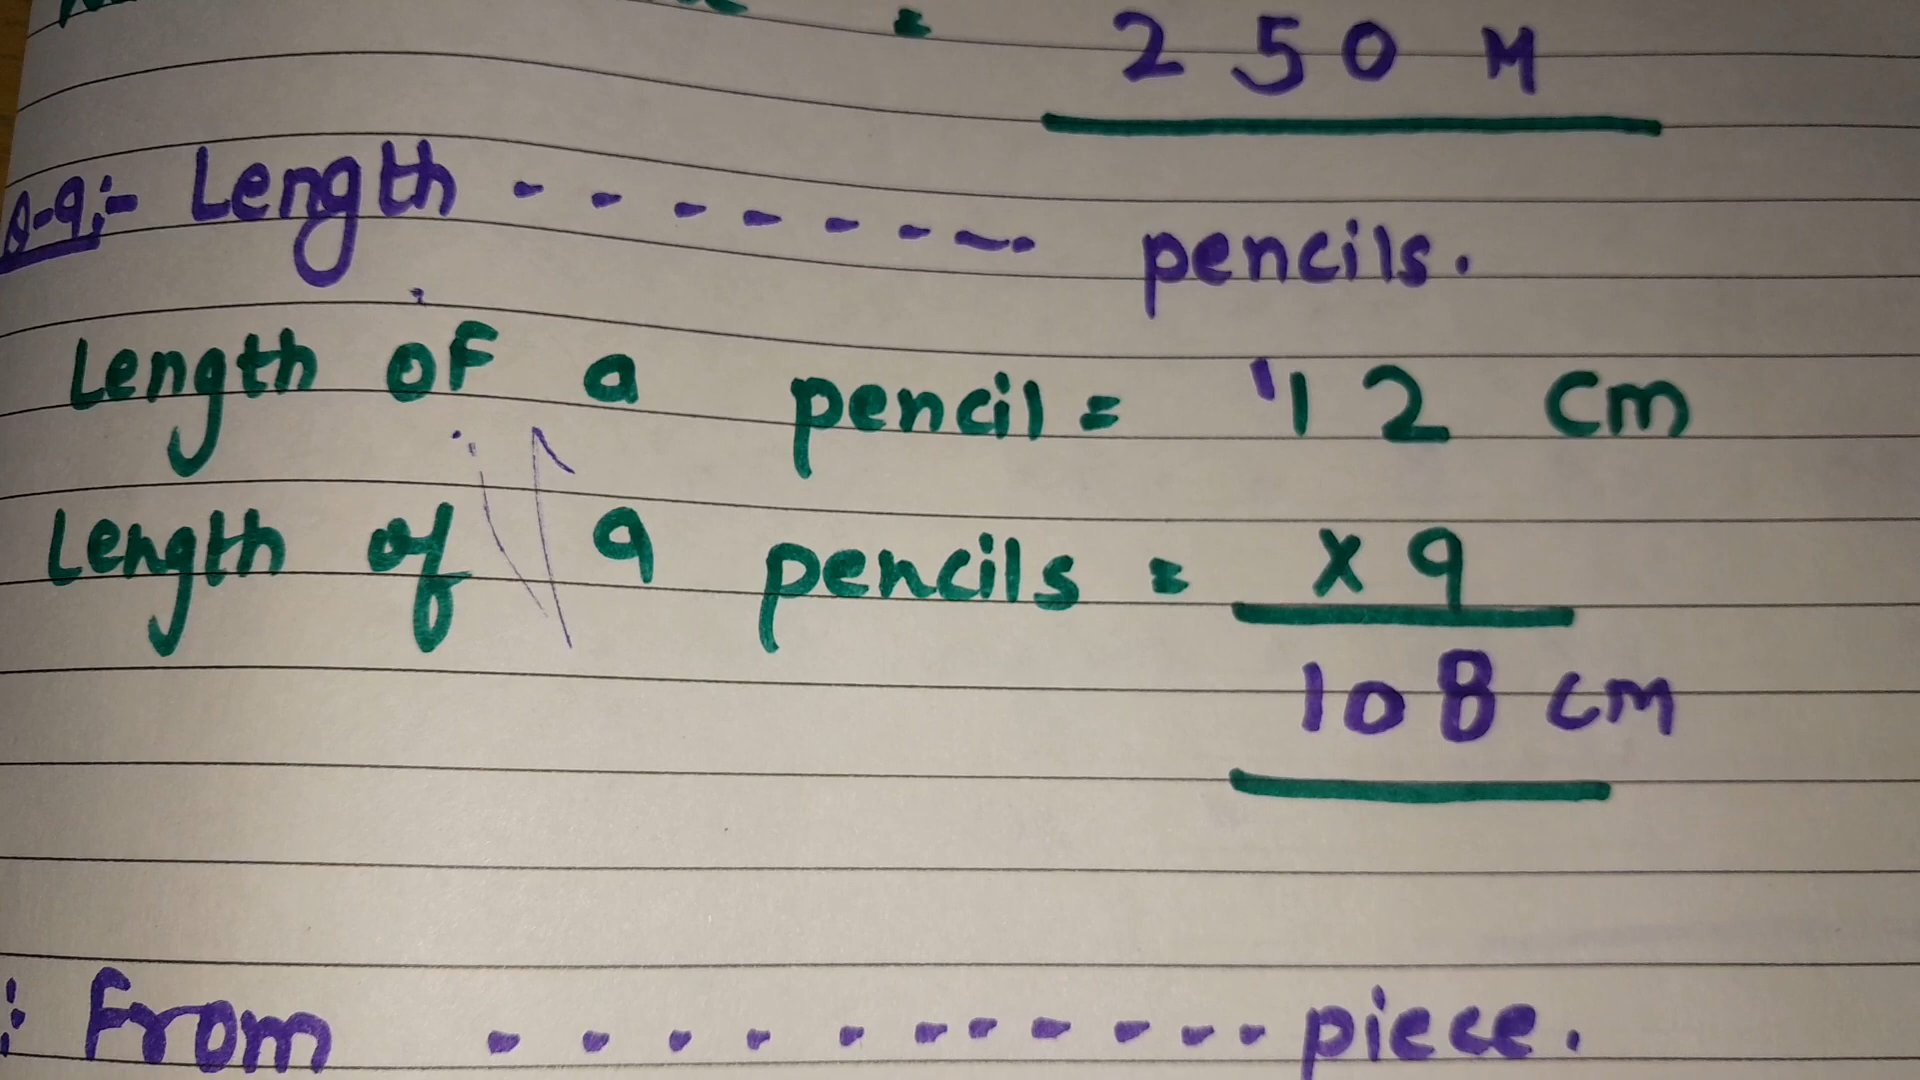 = 250 M
Q-9:- Length - - - - - - - - pencils.
Length of a pencil = '12 cm
Length of 9 pencils = x 9
108 cm
: From - - - - - - - - - - - piece.